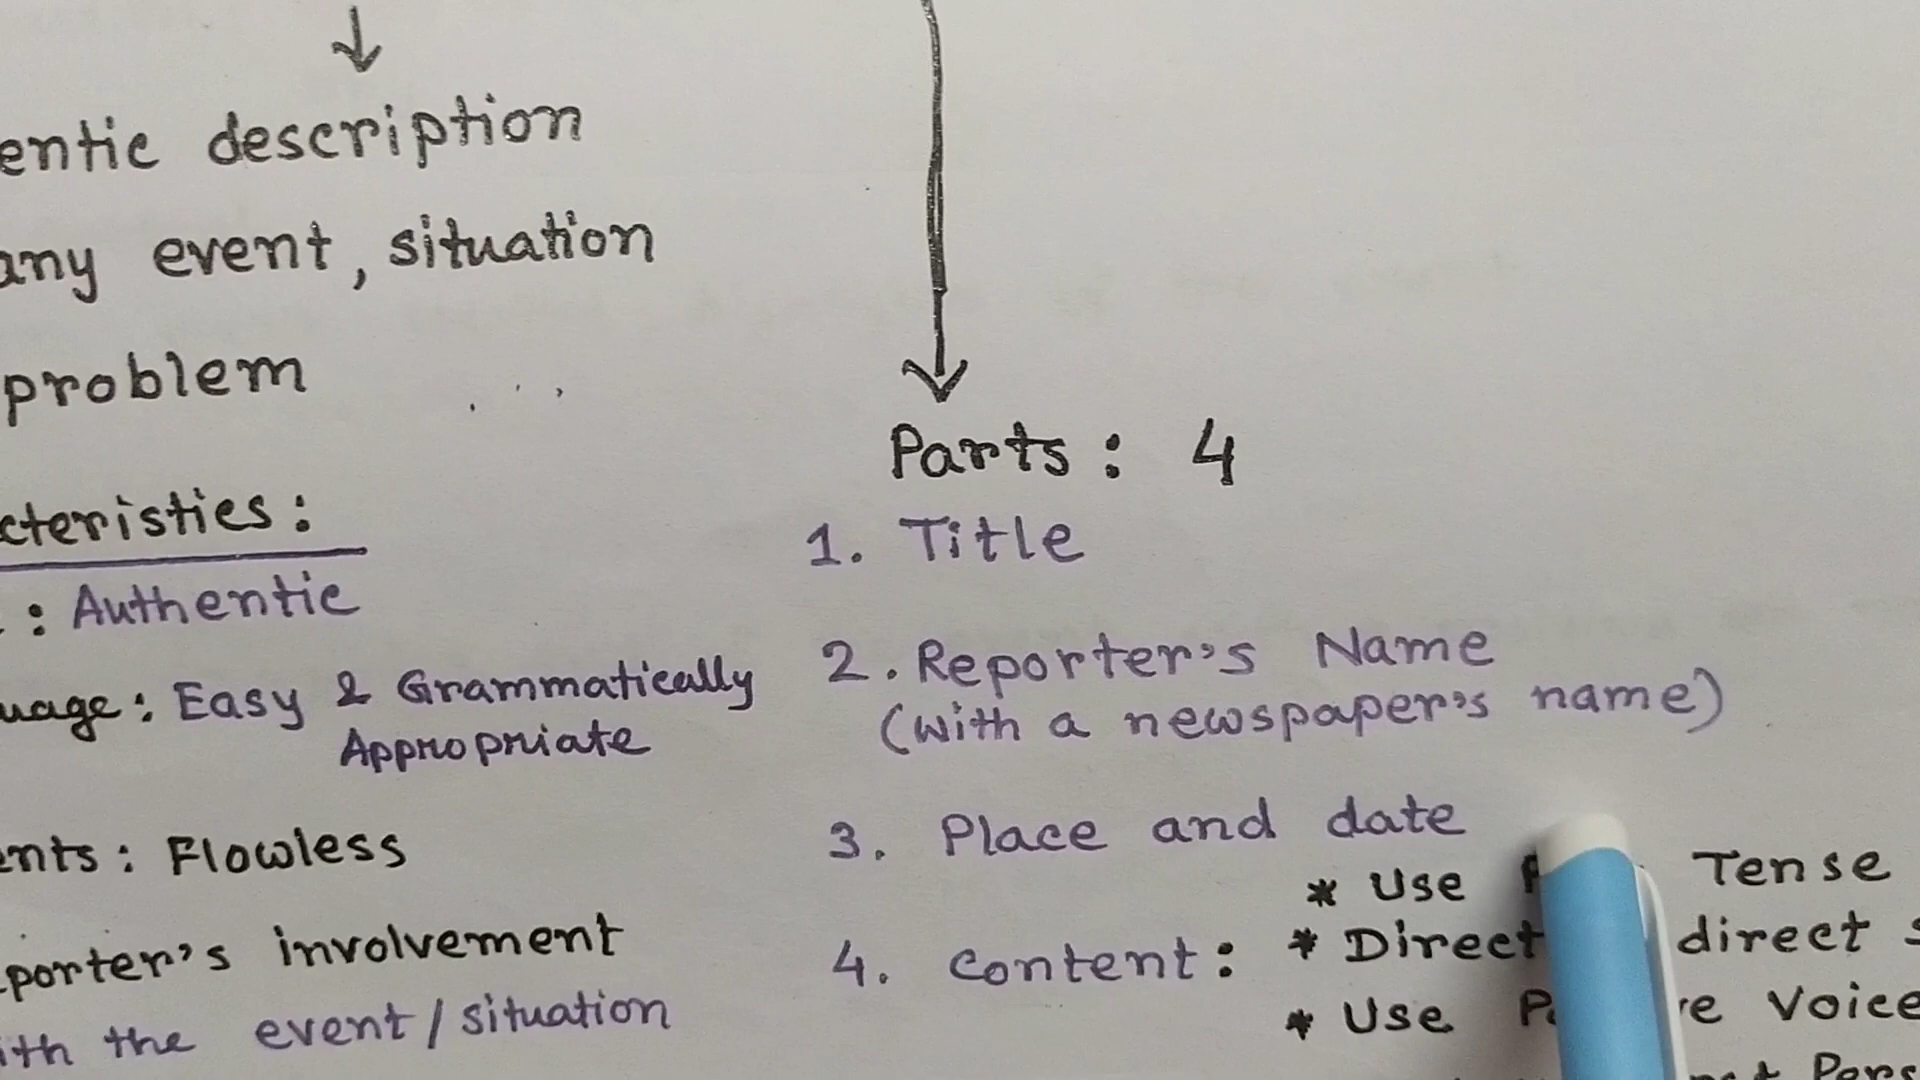 entic description
any event, situation
problem
cteristics:
: Authentic
uage: Easy & Grammatically
Appropriate
ents: Flowless
porter's involvement
ith the event/situation
Parts: 4
1. Title
2. Reporter's Name
(with a newspaper's name)
3. Place and date
* Use Tense
4. Content: * Direct direct
* Use Voice